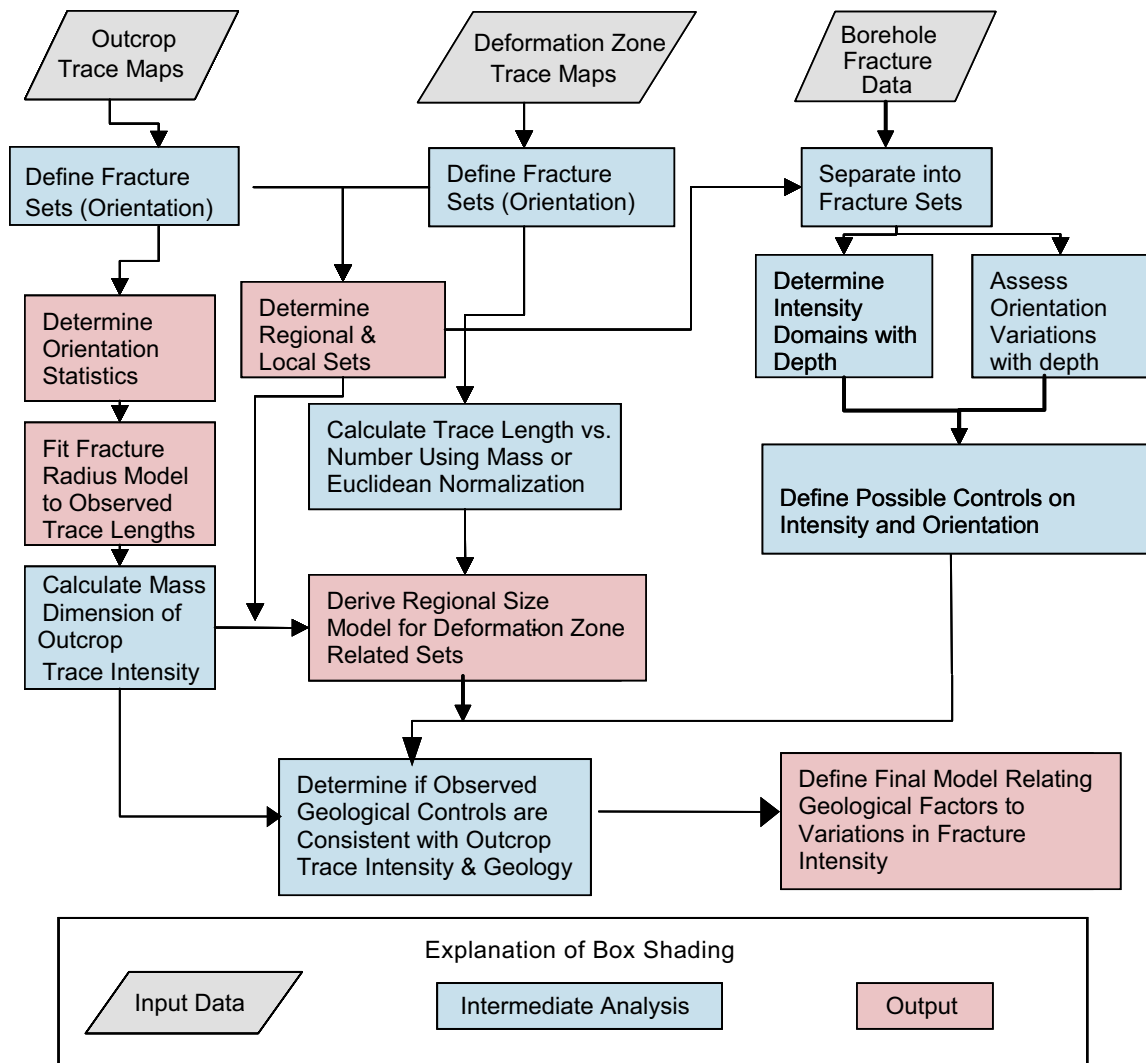 Outcrop
Trace Maps
Deformation Zone
Trace Maps
Borehole
Fracture
Data
Define Fracture
Sets (Orientation)
Define Fracture
Sets (Orientation)
Separate into
Fracture Sets
Determine
Orientation
Statistics
Determine
Regional &
Local Sets
Determine
Intensity
Domains with
Depth
Assess
Orientation
Variations
with depth
Fit Fracture
Radius Model
to Observed
Trace Lengths
Calculate Trace Length vs.
Number Using Mass or
Euclidean Normalization
Define Possible Controls on
Intensity and Orientation
Calculate Mass
Dimension of
Outcrop
Trace Intensity
Derive Regional Size
Model for Deformation Zone
Related Sets
Determine if Observed
Geological Controls are
Consistent with Outcrop
Trace Intensity & Geology
Define Final Model Relating
Geological Factors to
Variations in Fracture
Intensity
Explanation of Box Shading
Input Data
Intermediate Analysis
Output